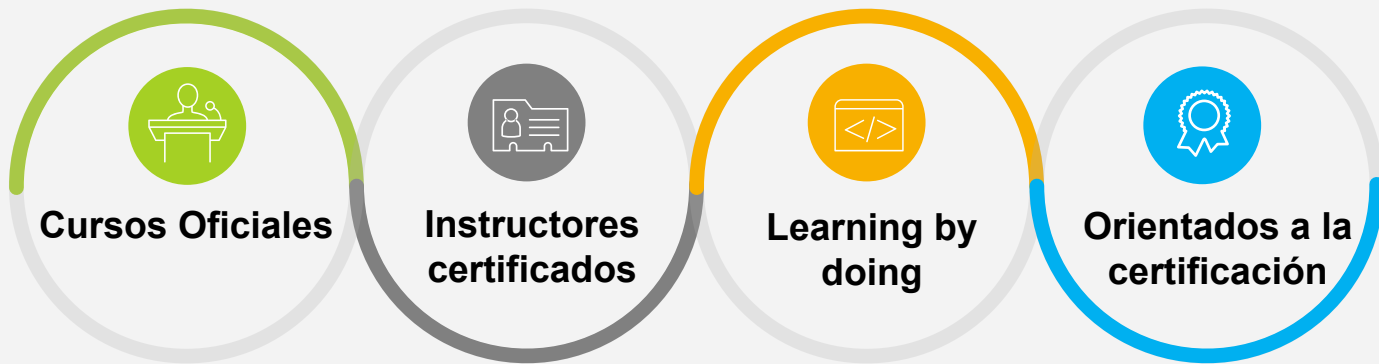 Cursos Oficiales
Instructores
certificados
</>
Learning by
doing
Orientados a la
certificación